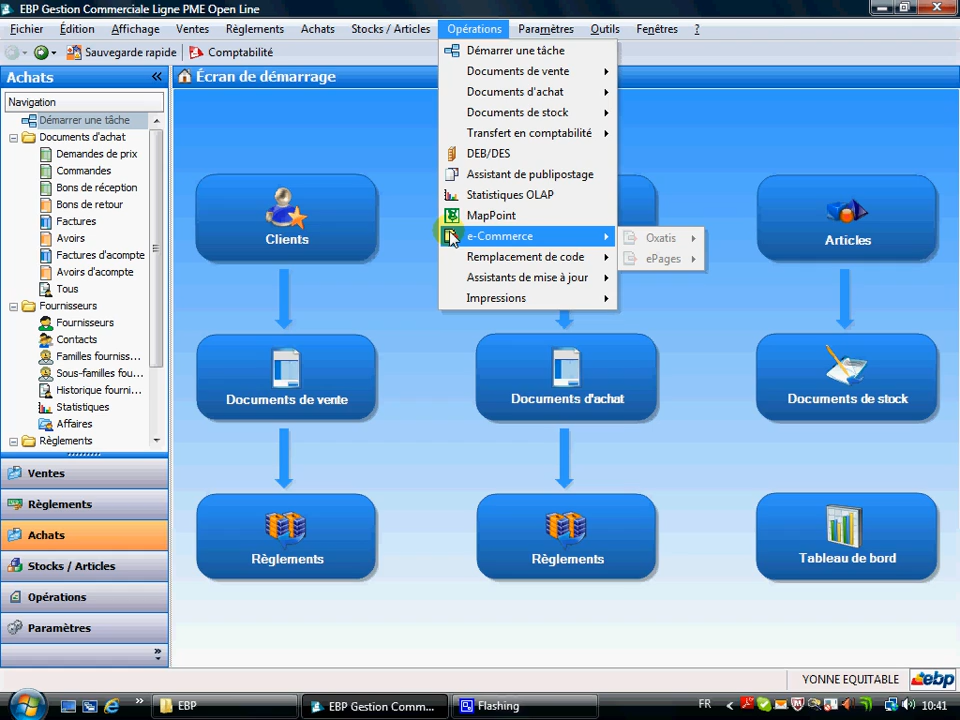 EBP Gestion Commerciale Ligne PME Open Line
Fichier Édition Affichage Ventes Règlements Achats Stocks / Articles Opérations Paramètres Outils Fenêtres ?
Sauvegarde rapide Comptabilité
Achats «
Écran de démarrage
Navigation
Démarrer une tâche
Documents d'achat
Demandes de prix
Commandes
Bons de réception
Bons de retour
Factures
Avoirs
Factures d'acompte
Avoirs d'acompte
Tous
Fournisseurs
Fournisseurs
Contacts
Familles fourniss...
Sous-familles fou...
Historique fourni...
Statistiques
Affaires
Règlements
Ventes
Règlements
Achats
Stocks / Articles
Opérations
Paramètres
Démarrer une tâche
Documents de vente
Documents d'achat
Documents de stock
Transfert en comptabilité
DEB/DES
Assistant de publipostage
Statistiques OLAP
MapPoint
e-Commerce
Remplacement de code
Assistants de mise à jour
Impressions
Oxatis
ePages
Clients
Articles
Documents de vente
Documents d'achat
Documents de stock
Règlements
Règlements
Tableau de bord
YONNE EQUITABLE
ebp
EBP
EBP Gestion Comm...
Flashing
FR
10:41